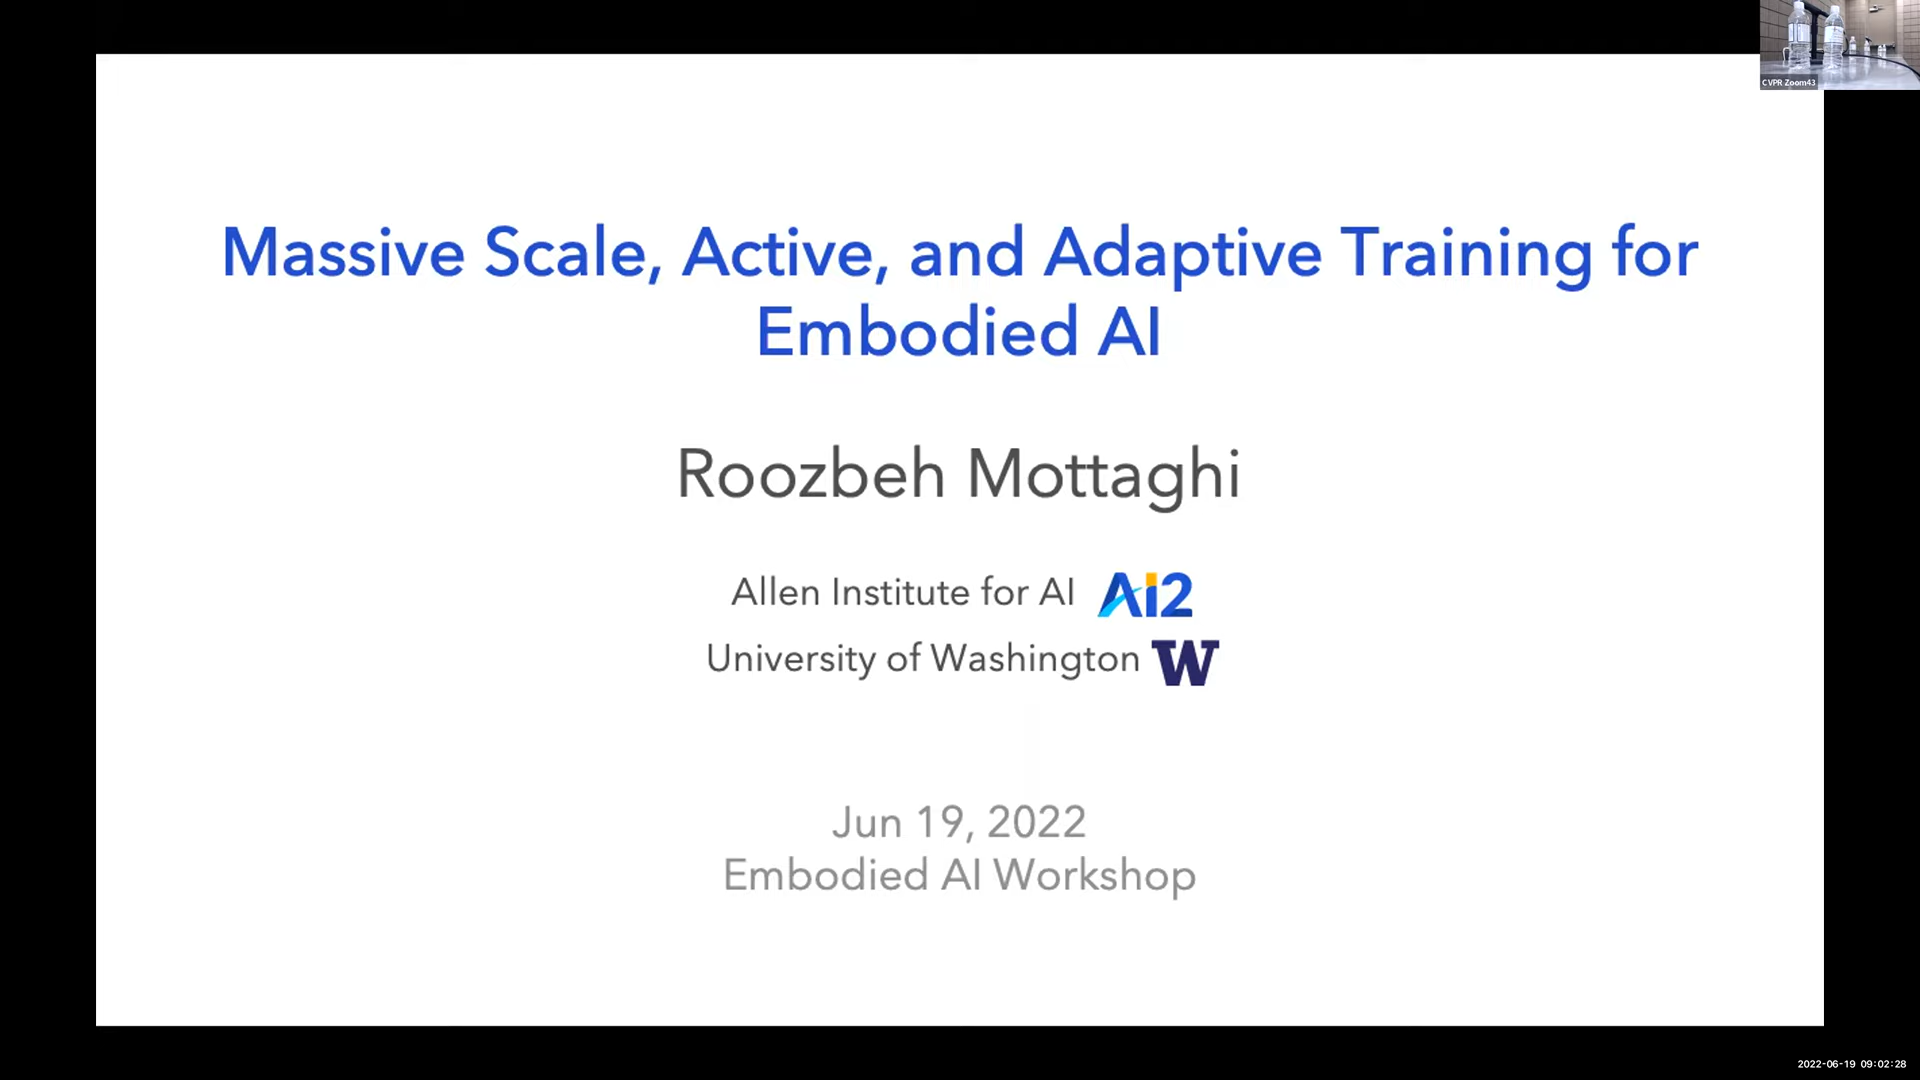 CVPR Zoom43
Massive Scale, Active, and Adaptive Training for
Embodied AI
Roozbeh Mottaghi
Allen Institute for AI Ai2
University of Washington W
Jun 19, 2022
Embodied AI Workshop
2022-06-19 09:02:28